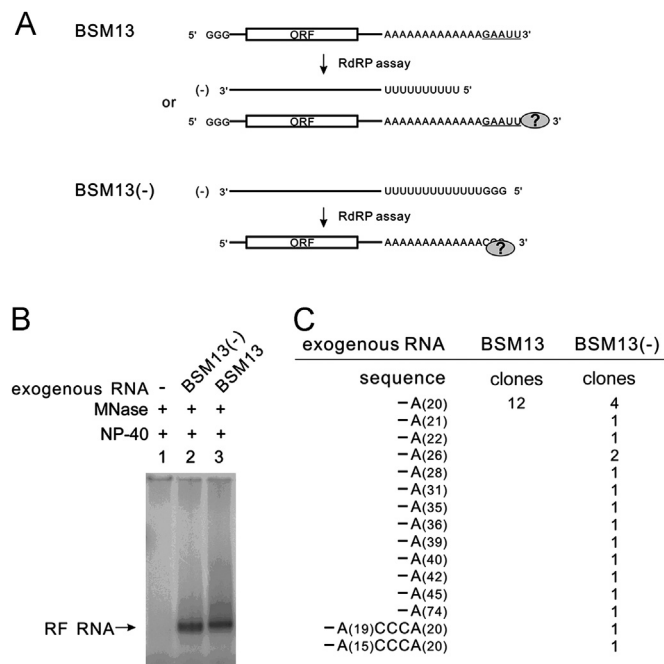 A
BSM13
5' GGG ORF AAAAAAAAAAAAAGAAUU3'
RdRP assay
(-) 3' UUUUUUUUUU 5'
or
5' GGG ORF AAAAAAAAAAAAAGAAUU ? 3'
BSM13(-)
(-) 3' UUUUUUUUUUUUUGGG 5'
RdRP assay
5' ORF AAAAAAAAAAAAA ? 3'
B
exogenous RNA - BSM13(-) BSM13
MNase + + +
NP-40 + + +
1 2 3
RF RNA→
C
exogenous RNA BSM13 BSM13(-)
sequence clones clones
–A(20) 12 4
–A(21) 1
–A(22) 1
–A(26) 2
–A(28) 1
–A(31) 1
–A(35) 1
–A(36) 1
–A(39) 1
–A(40) 1
–A(42) 1
–A(45) 1
–A(74) 1
–A(19)CCCA(20) 1
–A(15)CCCA(20) 1